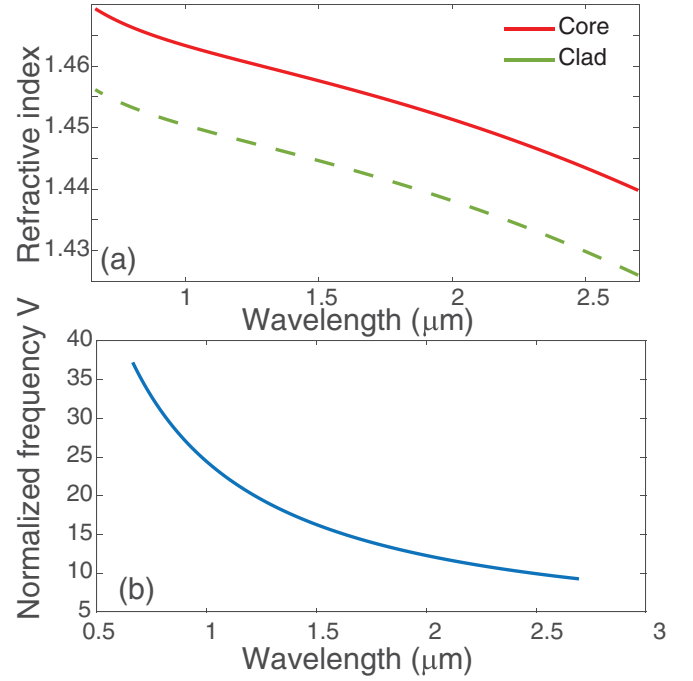 Refractive index
1.46
1.45
1.44
1.43
Core
Clad
(a)
1
1.5
2
2.5
Wavelength (μm)
Normalized frequency V
40
35
30
25
20
15
10
5
(b)
0.5
1
1.5
2
2.5
3
Wavelength (μm)